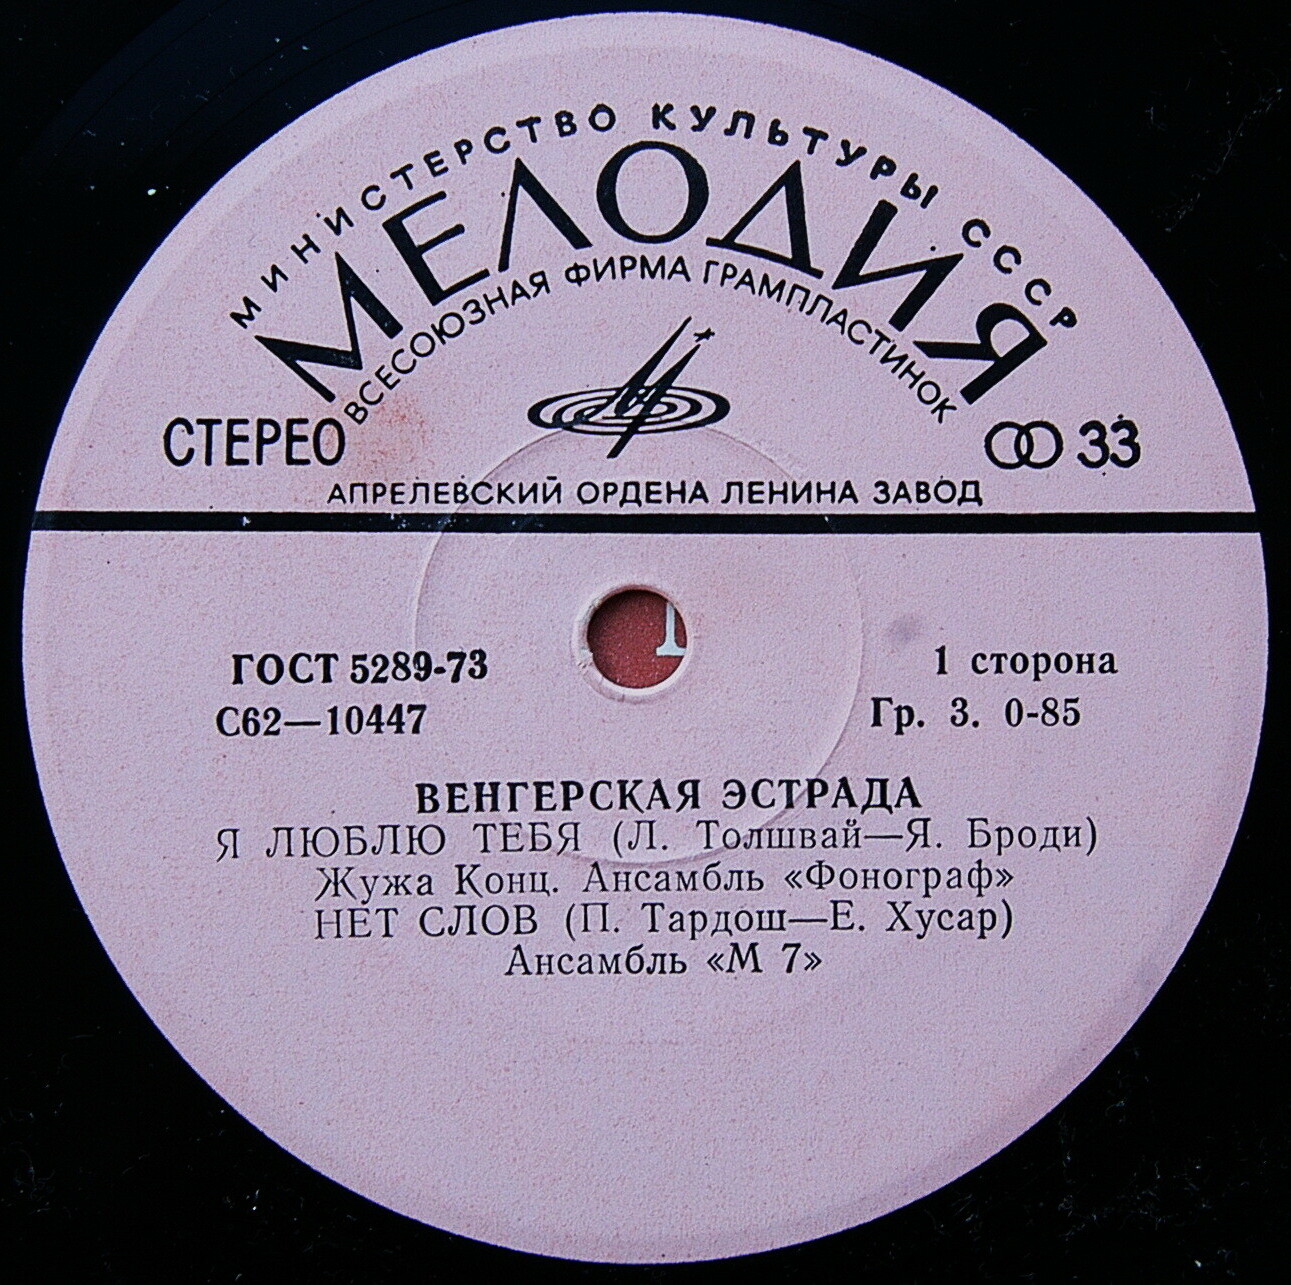 МИНИСТЕРСТВО КУЛЬТУРЫ СССР
МЕЛОДИЯ
ВСЕСОЮЗНАЯ ФИРМА ГРАМПЛАСТИНОК
СТЕРЕО
33
АПРЕЛЕВСКИЙ ОРДЕНА ЛЕНИНА ЗАВОД
ГОСТ 5289-73
1 сторона
С62—10447
Гр. 3. 0-85
ВЕНГЕРСКАЯ ЭСТРАДА
Я ЛЮБЛЮ ТЕБЯ (Л. Толшвай—Я. Броди)
Жужа Конц. Ансамбль «Фонограф»
НЕТ СЛОВ (П. Тардош—Е. Хусар)
Ансамбль «М 7»